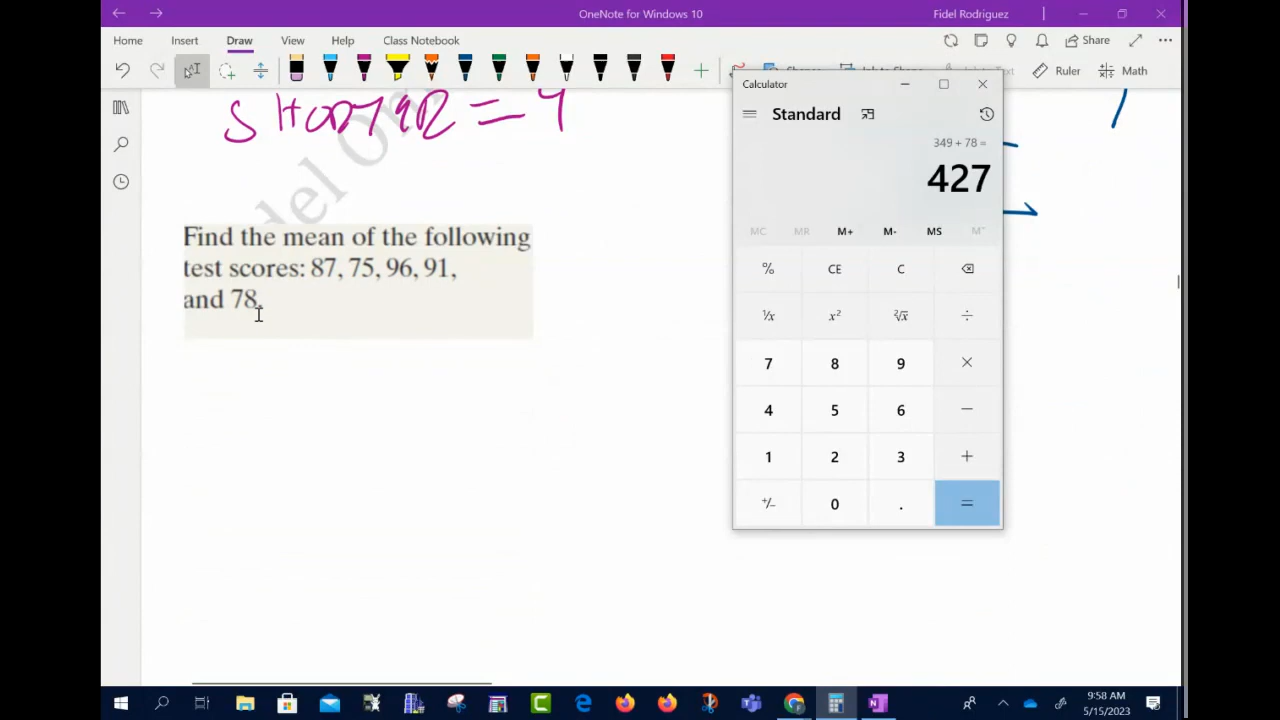 OneNote for Windows 10
Fidel Rodriguez
Home
Insert
Draw
View
Help
Class Notebook
Share
Ruler
Math
= 4
del On
Find the mean of the following
test scores: 87, 75, 96, 91,
and 78.
Calculator
Standard
349 + 78 =
427
MC MR M+ M- MS M˅
% CE C
¹/x x² ²√x ÷
7 8 9 ×
4 5 6 −
1 2 3 +
+/− 0 . =
9:58 AM
5/15/2023